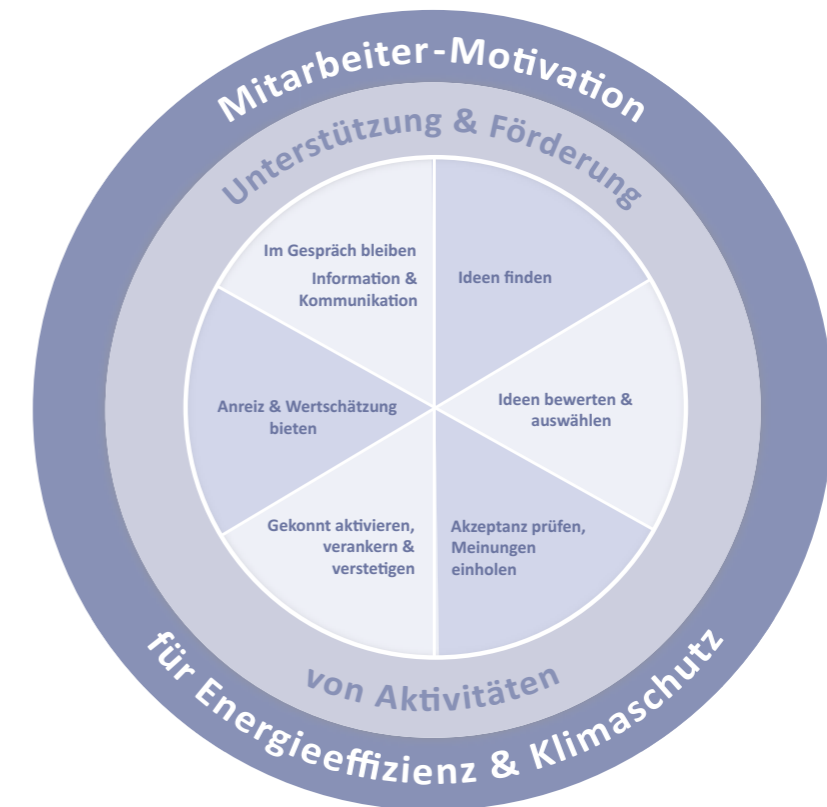 Mitarbeiter-Motivation
Unterstützung & Förderung
Im Gespräch bleiben
Information &
Kommunikation
Ideen finden
Anreiz & Wertschätzung
bieten
Ideen bewerten &
auswählen
Gekonnt aktivieren,
verankern &
verstetigen
Akzeptanz prüfen,
Meinungen
einholen
von Aktivitäten
für Energieeffizienz & Klimaschutz